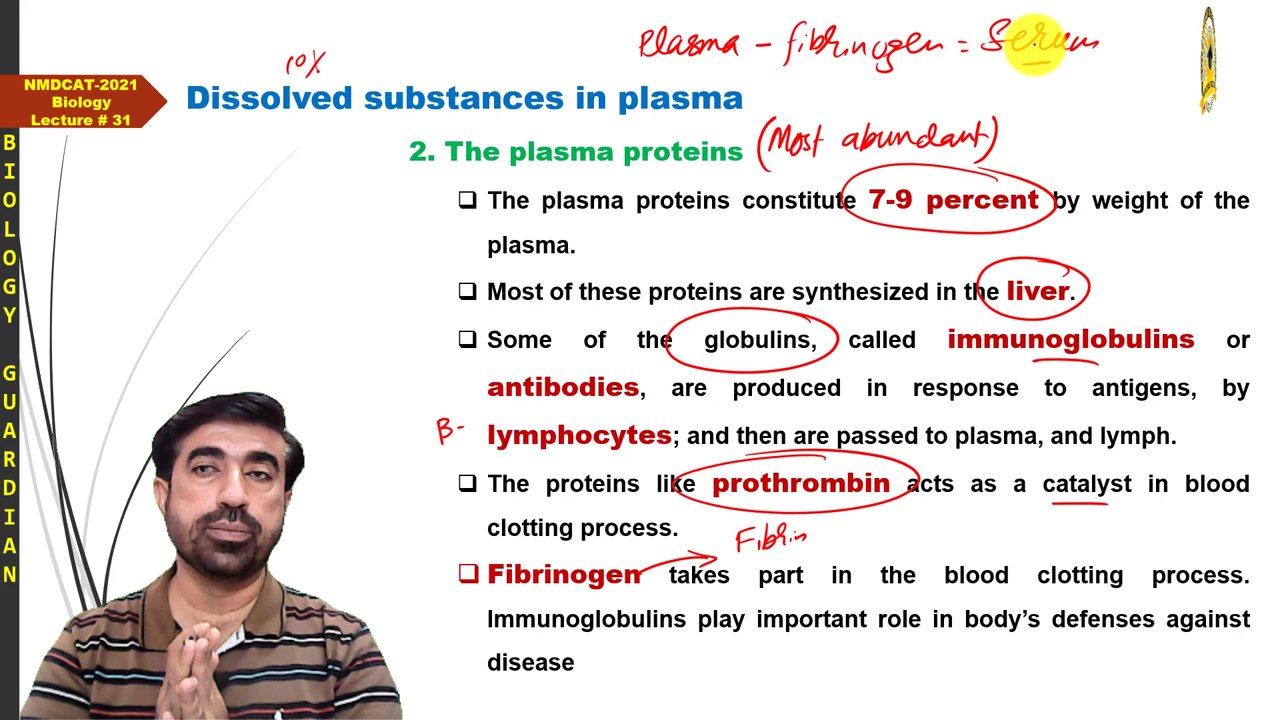 Plasma - fibrinogen = Serum
10%
NMDCAT-2021
Biology
Lecture # 31
Dissolved substances in plasma
BIOLOGY GUARDIAN
2. The plasma proteins (Most abundant)
❑ The plasma proteins constitute 7-9 percent by weight of the
plasma.
❑ Most of these proteins are synthesized in the liver.
❑ Some of the globulins, called immunoglobulins or
antibodies, are produced in response to antigens, by
B- lymphocytes; and then are passed to plasma, and lymph.
❑ The proteins like prothrombin acts as a catalyst in blood
clotting process.
Fibrin
❑ Fibrinogen takes part in the blood clotting process.
Immunoglobulins play important role in body's defenses against
disease